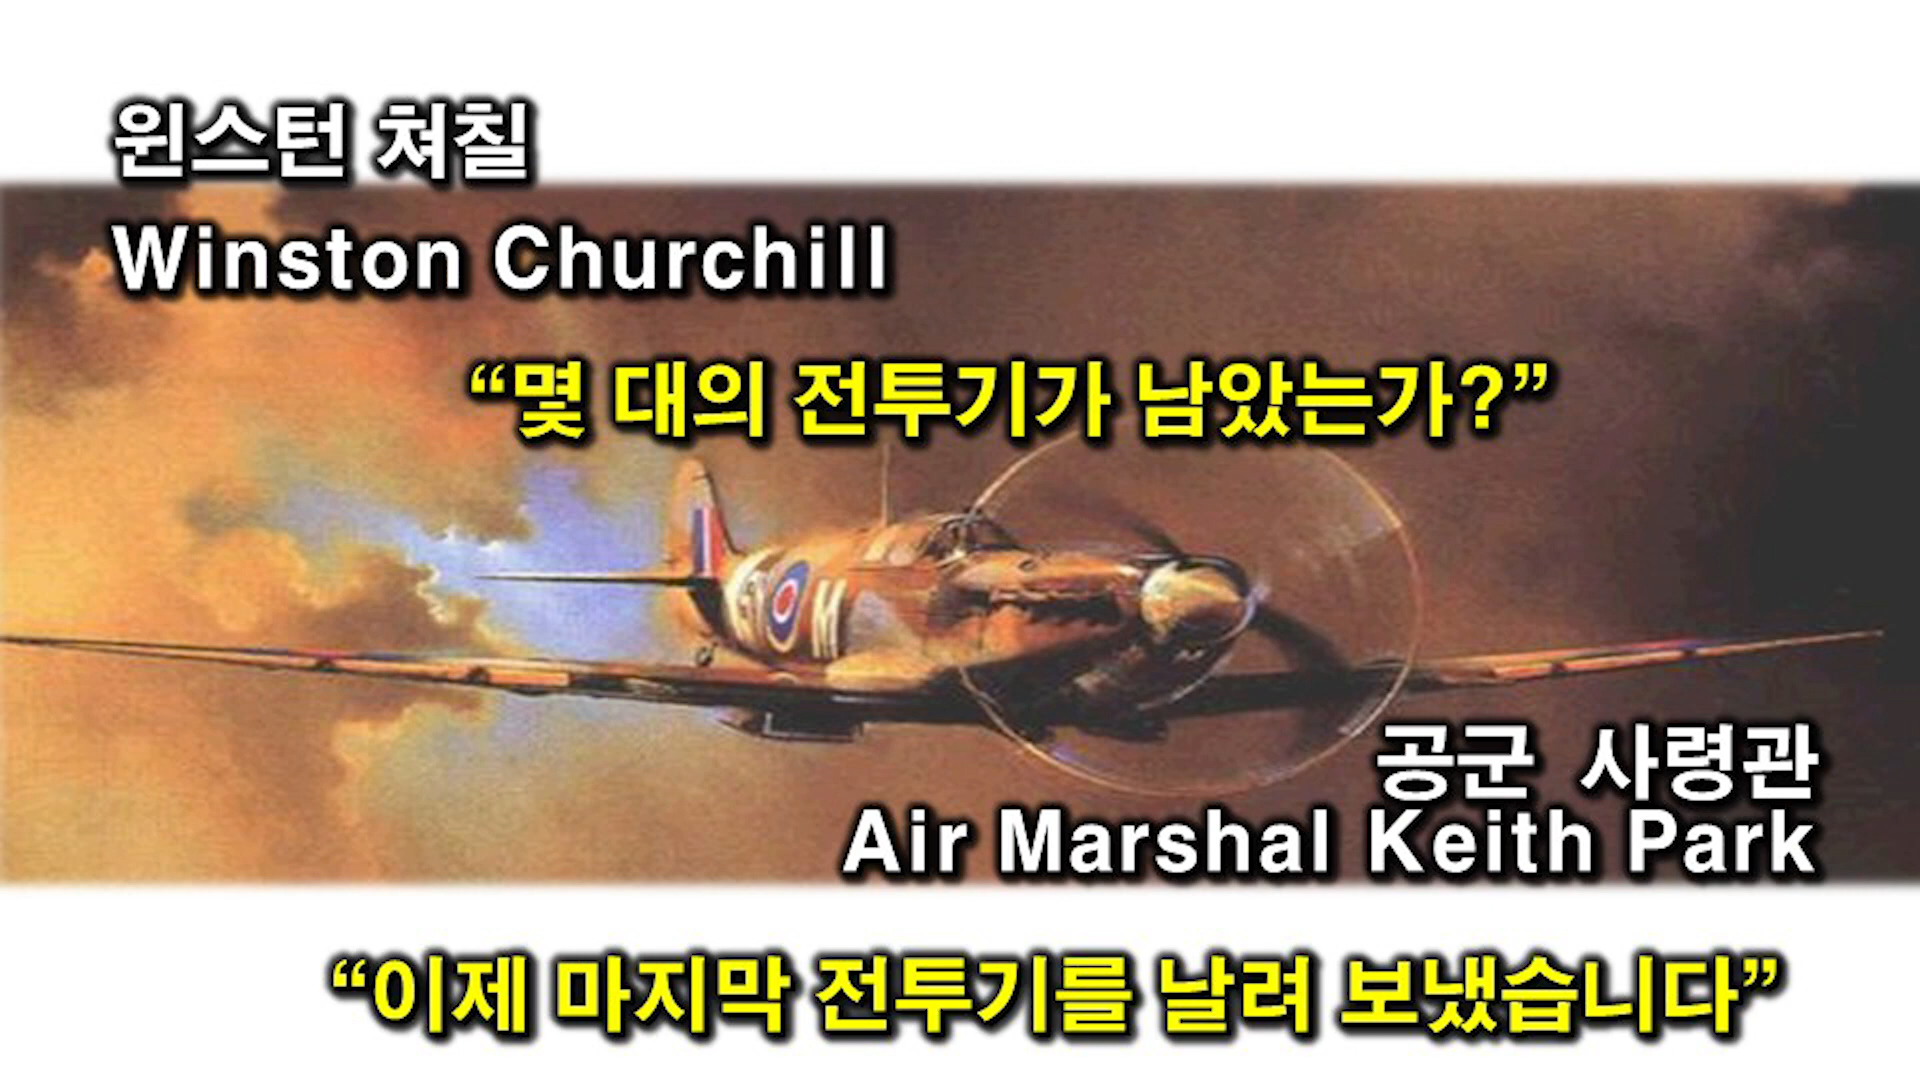 윈스턴 쳐칠
Winston Churchill
“몇 대의 전투기가 남았는가?”
공군 사령관
Air Marshal Keith Park
“이제 마지막 전투기를 날려 보냈습니다”